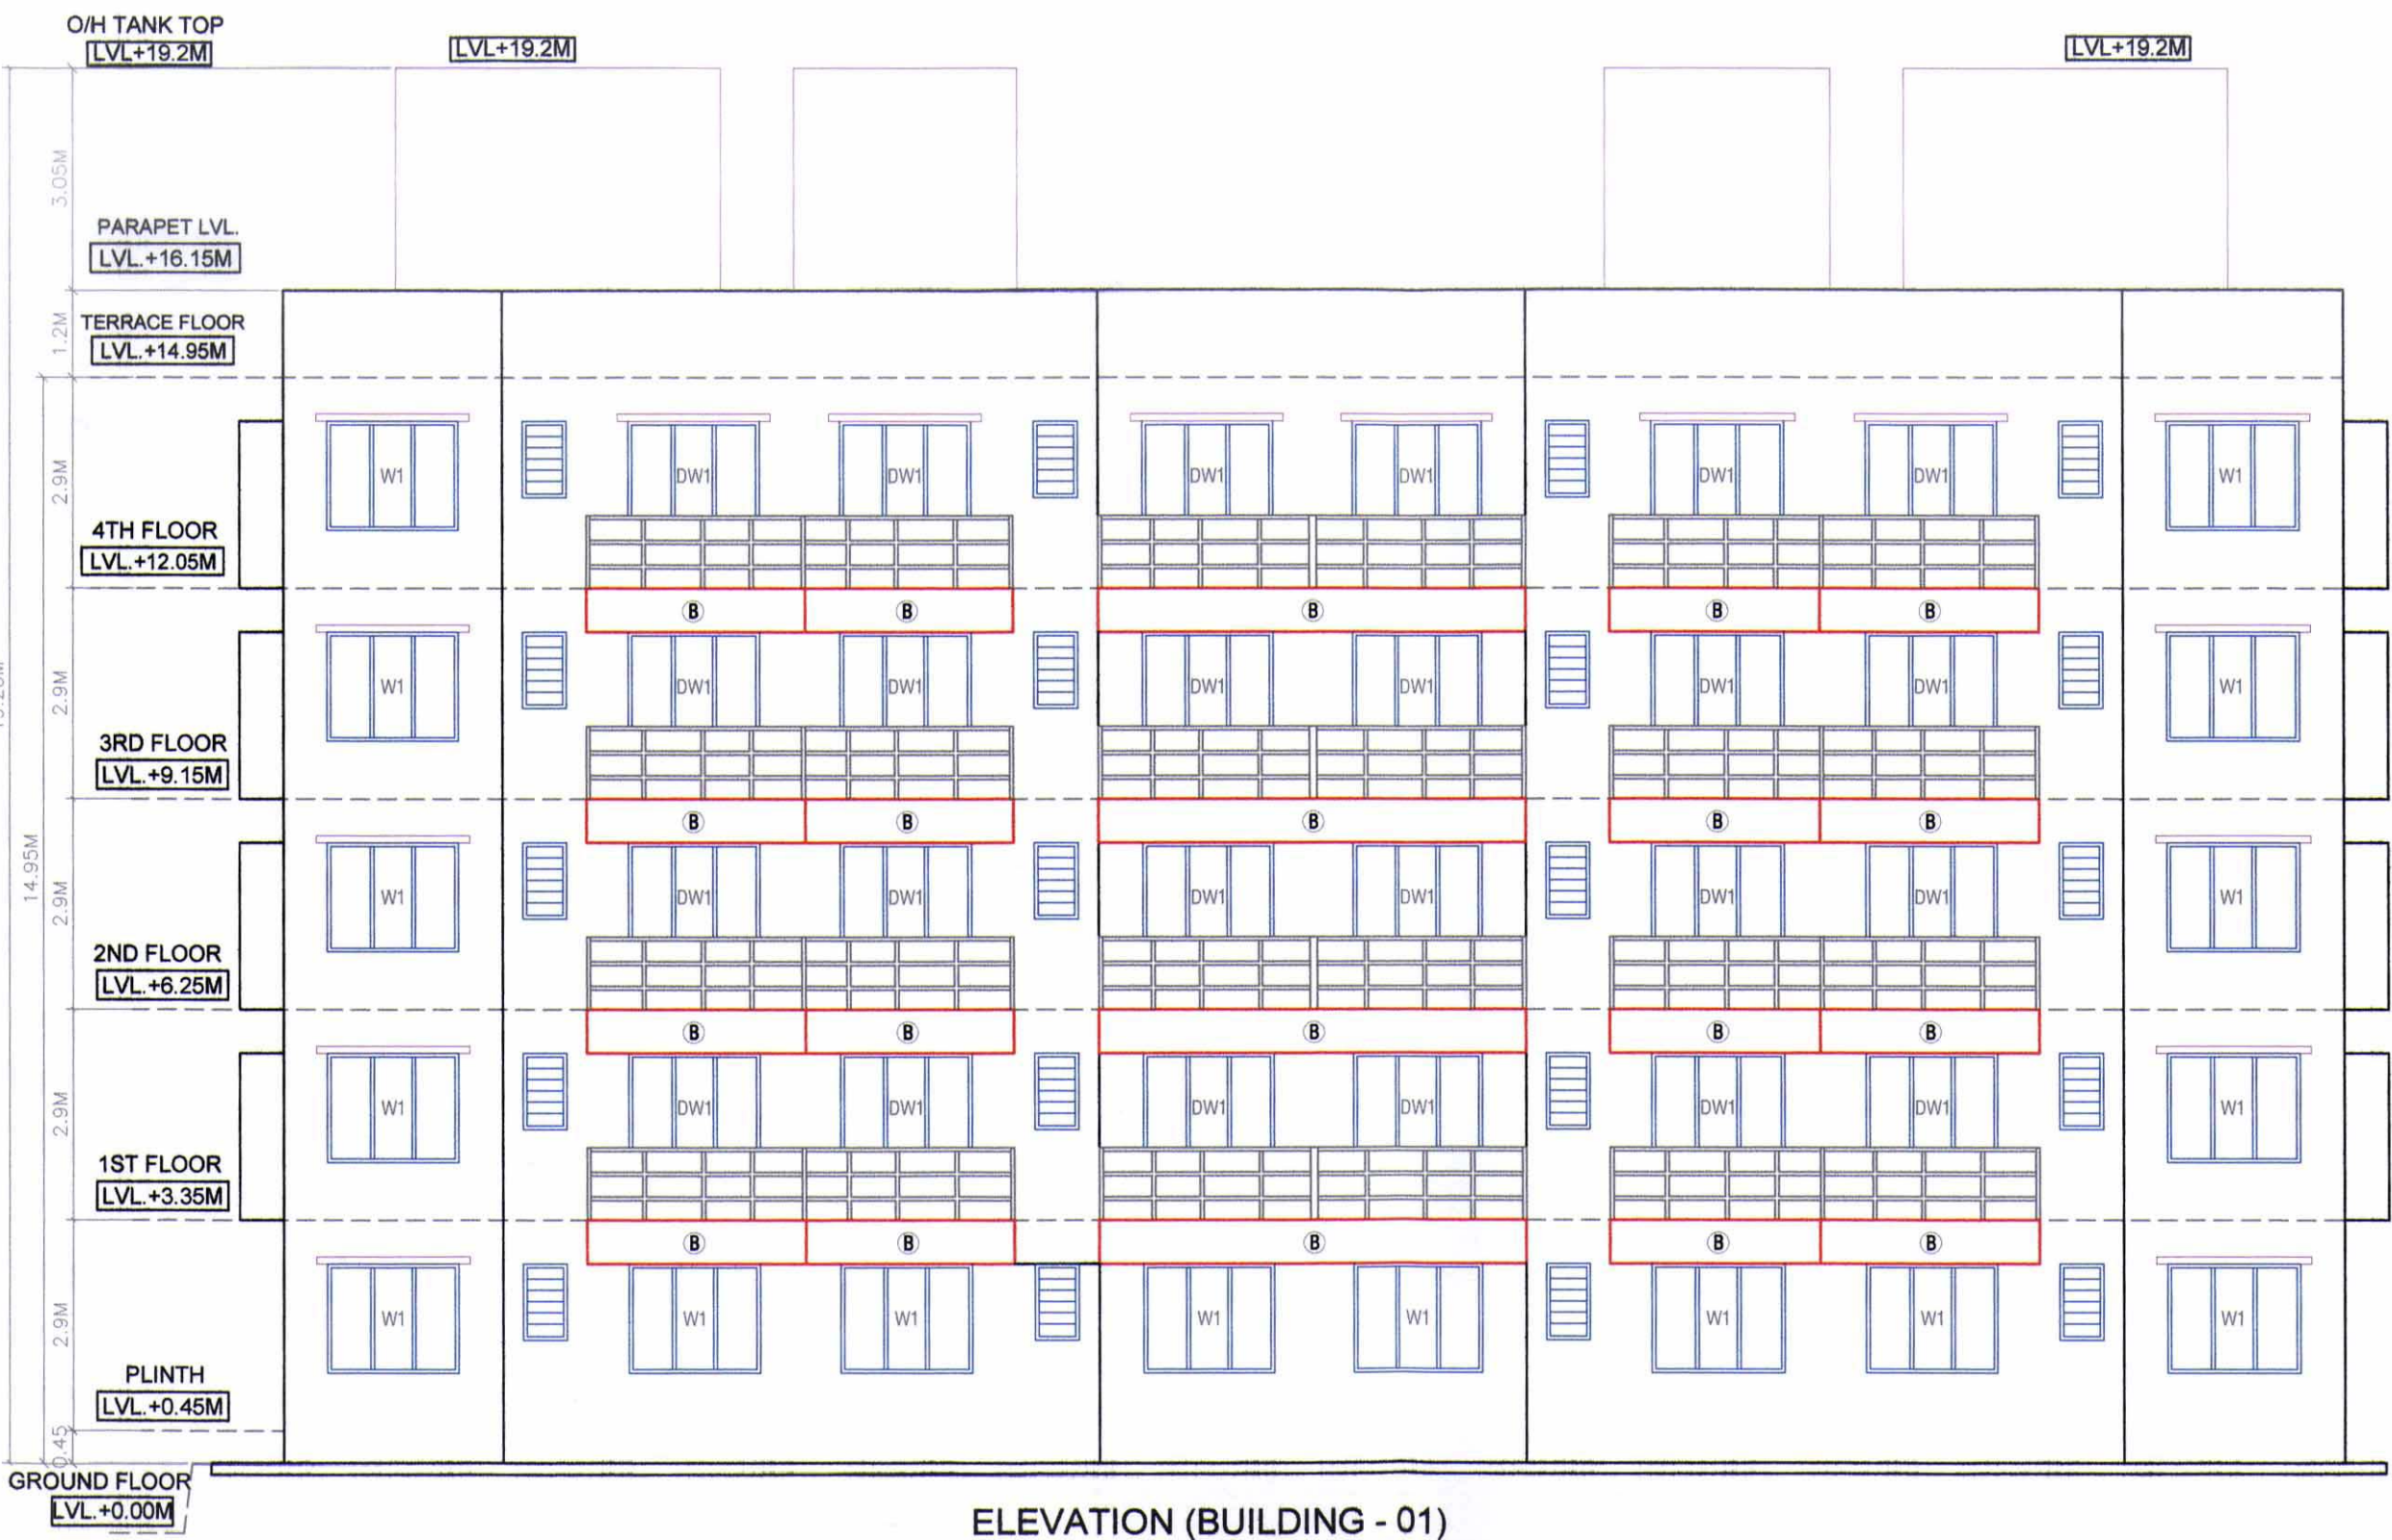 O/H TANK TOP
LVL+19.2M
LVL+19.2M
LVL+19.2M
3.05M
PARAPET LVL.
LVL.+16.15M
1.2M
TERRACE FLOOR
LVL.+14.95M
2.9M
W1 DW1 DW1 DW1 DW1 DW1 DW1 W1
4TH FLOOR
LVL.+12.05M
B B B B B
2.9M
W1 DW1 DW1 DW1 DW1 DW1 DW1 W1
3RD FLOOR
LVL.+9.15M
B B B B B
14.95M
2.9M
W1 DW1 DW1 DW1 DW1 DW1 DW1 W1
2ND FLOOR
LVL.+6.25M
B B B B B
2.9M
W1 DW1 DW1 DW1 DW1 DW1 DW1 W1
1ST FLOOR
LVL.+3.35M
B B B B B
2.9M
W1 W1 W1 W1 W1 W1 W1 W1
PLINTH
LVL.+0.45M
0.45
GROUND FLOOR
LVL.+0.00M
ELEVATION (BUILDING - 01)